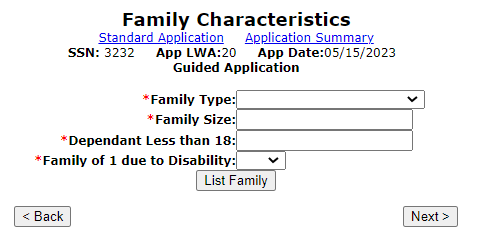 Family Characteristics
Standard Application Application Summary
SSN: 3232 App LWA:20 App Date:05/15/2023
Guided Application
*Family Type:
*Family Size:
*Dependant Less than 18:
*Family of 1 due to Disability:
List Family
< Back Next >